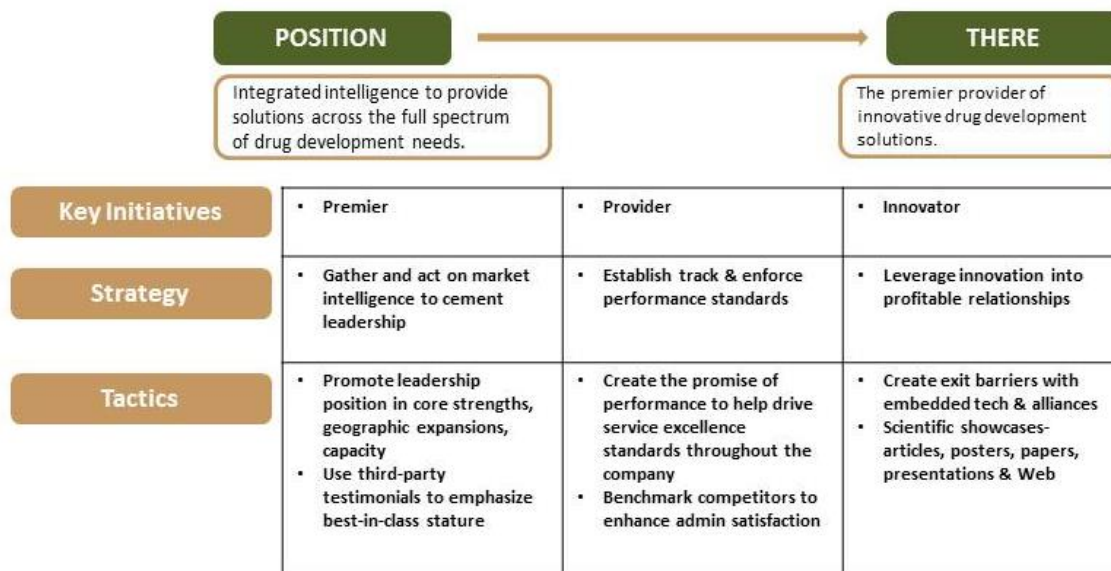 POSITION
THERE
Integrated intelligence to provide
solutions across the full spectrum
of drug development needs.
The premier provider of
innovative drug development
solutions.
Key Initiatives
• Premier
• Provider
• Innovator
Strategy
• Gather and act on market
intelligence to cement
leadership
• Establish track & enforce
performance standards
• Leverage innovation into
profitable relationships
Tactics
• Promote leadership
position in core strengths,
geographic expansions,
capacity
• Use third-party
testimonials to emphasize
best-in-class stature
• Create the promise of
performance to help drive
service excellence
standards throughout the
company
• Benchmark competitors to
enhance admin satisfaction
• Create exit barriers with
embedded tech & alliances
• Scientific showcases-
articles, posters, papers,
presentations & Web